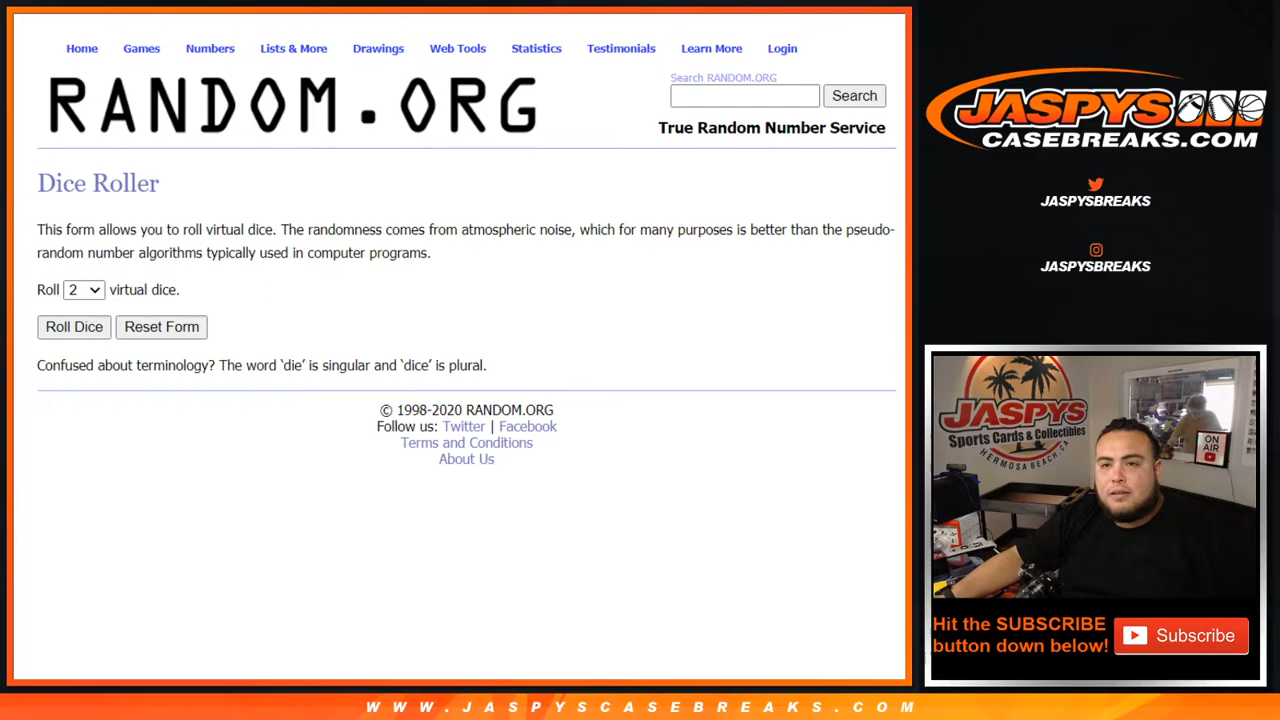 Home Games Numbers Lists & More Drawings Web Tools Statistics Testimonials Learn More Login
RANDOM.ORG
Search RANDOM.ORG
Search
True Random Number Service
Dice Roller
This form allows you to roll virtual dice. The randomness comes from atmospheric noise, which for many purposes is better than the pseudo-
random number algorithms typically used in computer programs.
Roll 2 virtual dice.
Roll Dice Reset Form
Confused about terminology? The word ‘die’ is singular and ‘dice’ is plural.
© 1998-2020 RANDOM.ORG
Follow us: Twitter | Facebook
Terms and Conditions
About Us
JASPYS
CASEBREAKS.COM
JASPYSBREAKS
JASPYSBREAKS
JASPYS
Sports Cards & Collectibles
HERMOSA BEACH, CA
ON
AIR
Hit the SUBSCRIBE
button down below!
Subscribe
WWW.JASPYSCASEBREAKS.COM